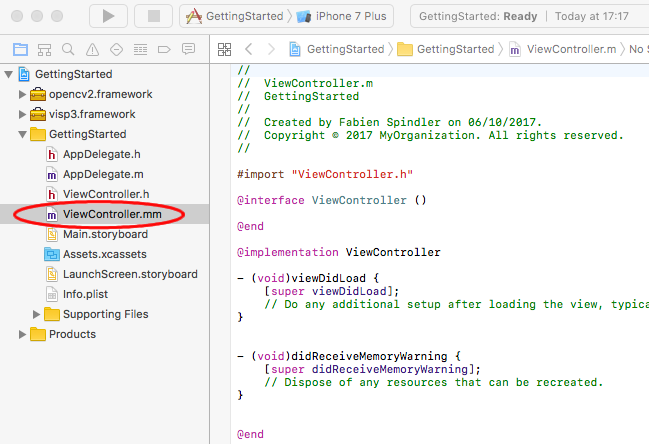 GettingStarted
iPhone 7 Plus
GettingStarted: Ready
Today at 17:17
GettingStarted
GettingStarted
ViewController.m
No S
GettingStarted
opencv2.framework
visp3.framework
GettingStarted
AppDelegate.h
AppDelegate.m
ViewController.h
ViewController.mm
Main.storyboard
Assets.xcassets
LaunchScreen.storyboard
Info.plist
Supporting Files
Products
//
//  ViewController.m
//  GettingStarted
//
//  Created by Fabien Spindler on 06/10/2017.
//  Copyright © 2017 MyOrganization. All rights reserved.
//
#import "ViewController.h"
@interface ViewController ()
@end
@implementation ViewController
- (void)viewDidLoad {
[super viewDidLoad];
// Do any additional setup after loading the view, typica
}
- (void)didReceiveMemoryWarning {
[super didReceiveMemoryWarning];
// Dispose of any resources that can be recreated.
}
@end